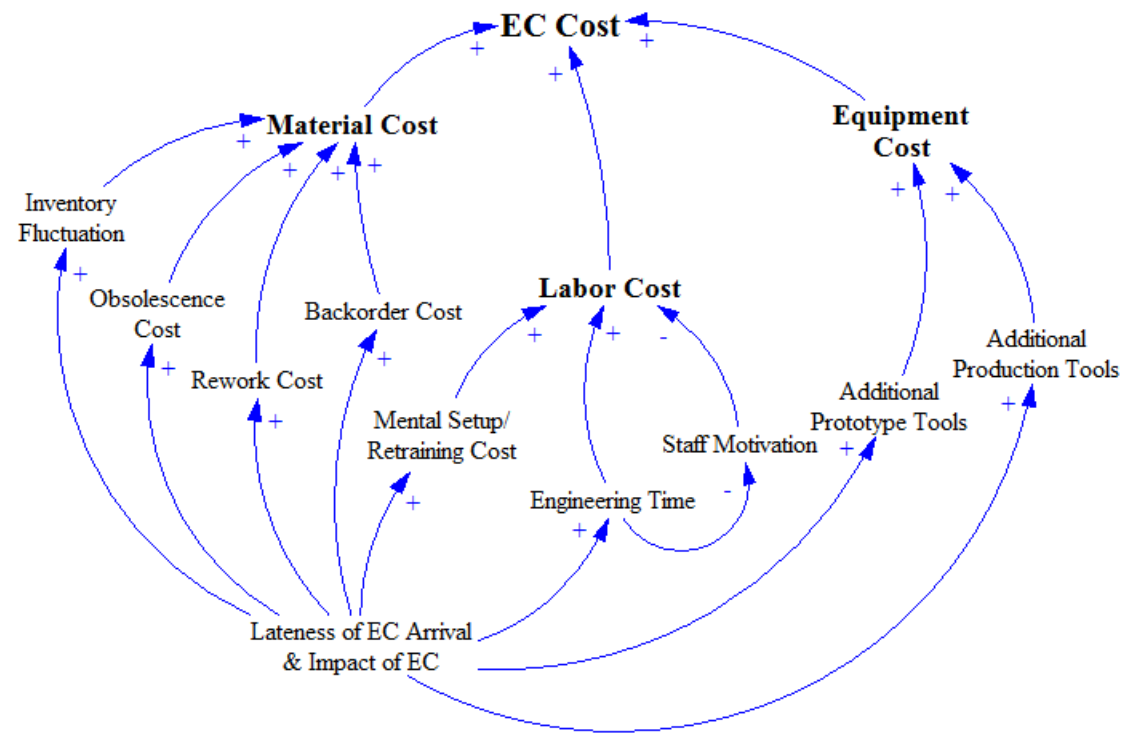 EC Cost
+
+
+
Material Cost
+
+
+
+
Equipment
Cost
+
+
Inventory
Fluctuation
+
Obsolescence
Cost
+
Backorder Cost
+
Rework Cost
+
Labor Cost
+
+
-
Mental Setup/
Retraining Cost
+
Staff Motivation
-
Engineering Time
+
Additional
Prototype Tools
+
Additional
Production Tools
+
Lateness of EC Arrival
& Impact of EC